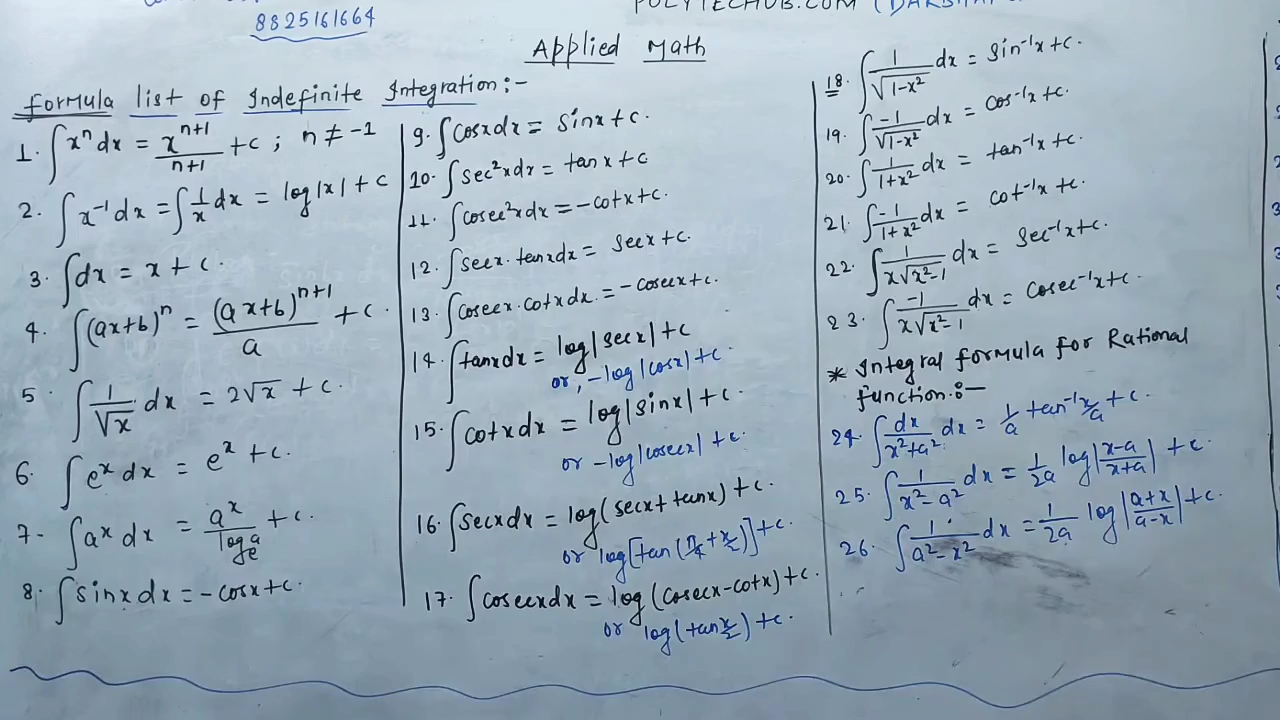 8825161664
POLYTECHUB.COM
Applied Math
Formula list of Indefinite Integration:-
1. ∫xⁿ dx = xⁿ⁺¹/n+1 + c ; n ≠ -1
2. ∫x⁻¹ dx = ∫1/x dx = log|x| + c
3. ∫dx = x + c.
4. ∫(ax+b)ⁿ = (ax+b)ⁿ⁺¹/a + c.
5. ∫1/√x dx = 2√x + c.
6. ∫eˣ dx = eˣ + c.
7. ∫aˣ dx = aˣ/logₑa + c.
8. ∫sinx dx = -cosx + c.
9. ∫cosx dx = sinx + c.
10. ∫sec²x dx = tanx + c
11. ∫cosec²x dx = -cotx + c.
12. ∫secx·tanx dx = secx + c.
13. ∫cosecx·cotx dx. = -cosecx + c.
14. ∫tanx dx = log|secx| + c
or, -log|cosx| + c.
15. ∫cotx dx = log|sinx| + c.
or -log|cosecx| + c.
16. ∫secx dx = log(secx + tanx) + c.
or log[tan(π/4 + x/2)] + c.
17. ∫cosecx dx = log(cosecx - cotx) + c.
or log(tan x/2) + c.
18. ∫1/√1-x² dx = sin⁻¹x + c.
19. ∫-1/√1-x² dx = cos⁻¹x + c.
20. ∫1/1+x² dx = tan⁻¹x + c.
21. ∫-1/1+x² dx = cot⁻¹x + c.
22. ∫1/x√x²-1 dx = sec⁻¹x + c.
23. ∫-1/x√x²-1 dx = cosec⁻¹x + c.
* Integral formula for Rational
function:—
24. ∫dx/x²+a² dx = 1/a tan⁻¹x/a + c.
25. ∫1/x²-a² dx = 1/2a log|x-a/x+a| + c
26. ∫1/a²-x² dx = 1/2a log|a+x/a-x| + c.